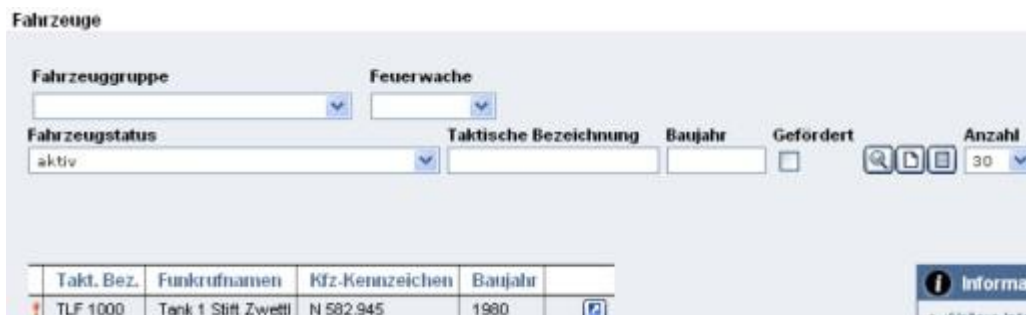 Fahrzeuge
Fahrzeuggruppe Feuerwache
Fahrzeugstatus Taktische Bezeichnung Baujahr Gefördert Anzahl
aktiv 30
Takt. Bez. Funkrufnamen Kfz-Kennzeichen Baujahr
Informa
TLF 1000 Tank 1 Stift Zwettl N 582.945 1980